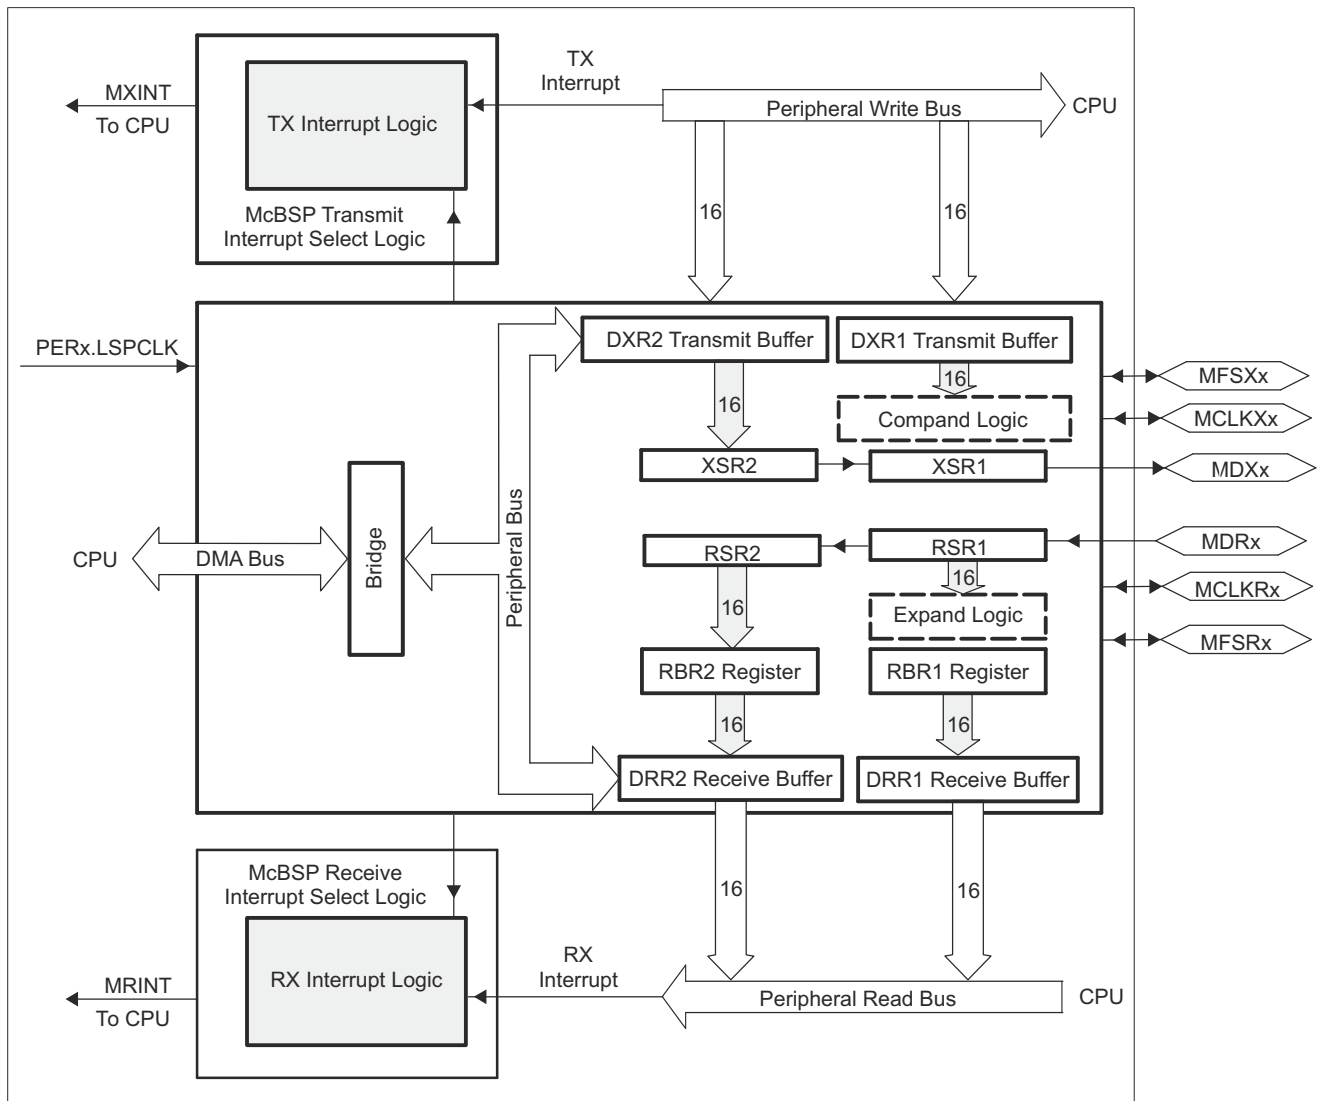 TX
Interrupt
MXINT
To CPU
TX Interrupt Logic
Peripheral Write Bus
CPU
McBSP Transmit
Interrupt Select Logic
16
16
PERx.LSPCLK
DXR2 Transmit Buffer
DXR1 Transmit Buffer
16
16
Compand Logic
XSR2
XSR1
MFSXx
MCLKXx
MDXx
CPU
DMA Bus
Bridge
Peripheral Bus
RSR2
RSR1
MDRx
MCLKRx
MFSRx
16
16
Expand Logic
RBR2 Register
RBR1 Register
16
16
DRR2 Receive Buffer
DRR1 Receive Buffer
McBSP Receive
Interrupt Select Logic
16
16
RX Interrupt Logic
RX
Interrupt
MRINT
To CPU
Peripheral Read Bus
CPU